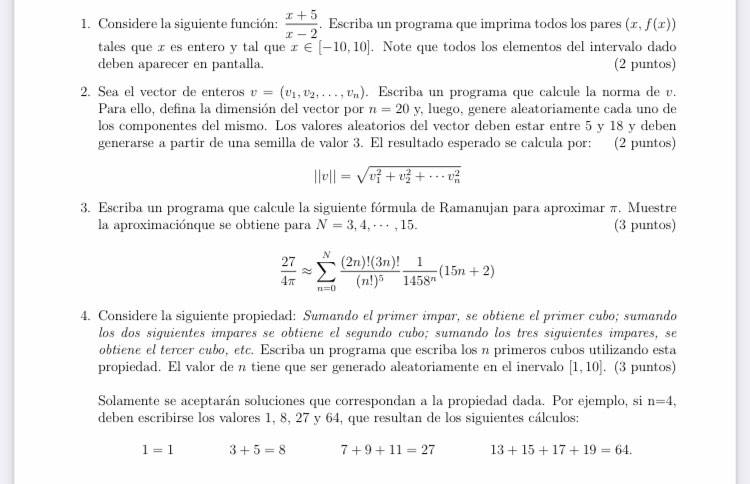 1. Considere la siguiente función: \frac{x+5}{x-2}. Escriba un programa que imprima todos los pares (x, f(x))
tales que x es entero y tal que x ∈ [−10, 10]. Note que todos los elementos del intervalo dado
deben aparecer en pantalla. (2 puntos)
2. Sea el vector de enteros v = (v₁, v₂, . . . , vₙ). Escriba un programa que calcule la norma de v.
Para ello, defina la dimensión del vector por n = 20 y, luego, genere aleatoriamente cada uno de
los componentes del mismo. Los valores aleatorios del vector deben estar entre 5 y 18 y deben
generarse a partir de una semilla de valor 3. El resultado esperado se calcula por: (2 puntos)
||v|| = \sqrt{v_1^2 + v_2^2 + \cdots v_n^2}
3. Escriba un programa que calcule la siguiente fórmula de Ramanujan para aproximar π. Muestre
la aproximaciónque se obtiene para N = 3, 4, · · · , 15. (3 puntos)
\frac{27}{4\pi} ≈ \sum_{n=0}^{N} \frac{(2n)!(3n)!}{(n!)^5} \frac{1}{1458^n} (15n + 2)
4. Considere la siguiente propiedad: Sumando el primer impar, se obtiene el primer cubo; sumando
los dos siguientes impares se obtiene el segundo cubo; sumando los tres siguientes impares, se
obtiene el tercer cubo, etc. Escriba un programa que escriba los n primeros cubos utilizando esta
propiedad. El valor de n tiene que ser generado aleatoriamente en el inervalo [1, 10]. (3 puntos)
Solamente se aceptarán soluciones que correspondan a la propiedad dada. Por ejemplo, si n=4,
deben escribirse los valores 1, 8, 27 y 64, que resultan de los siguientes cálculos:
1 = 1 3 + 5 = 8 7 + 9 + 11 = 27 13 + 15 + 17 + 19 = 64.